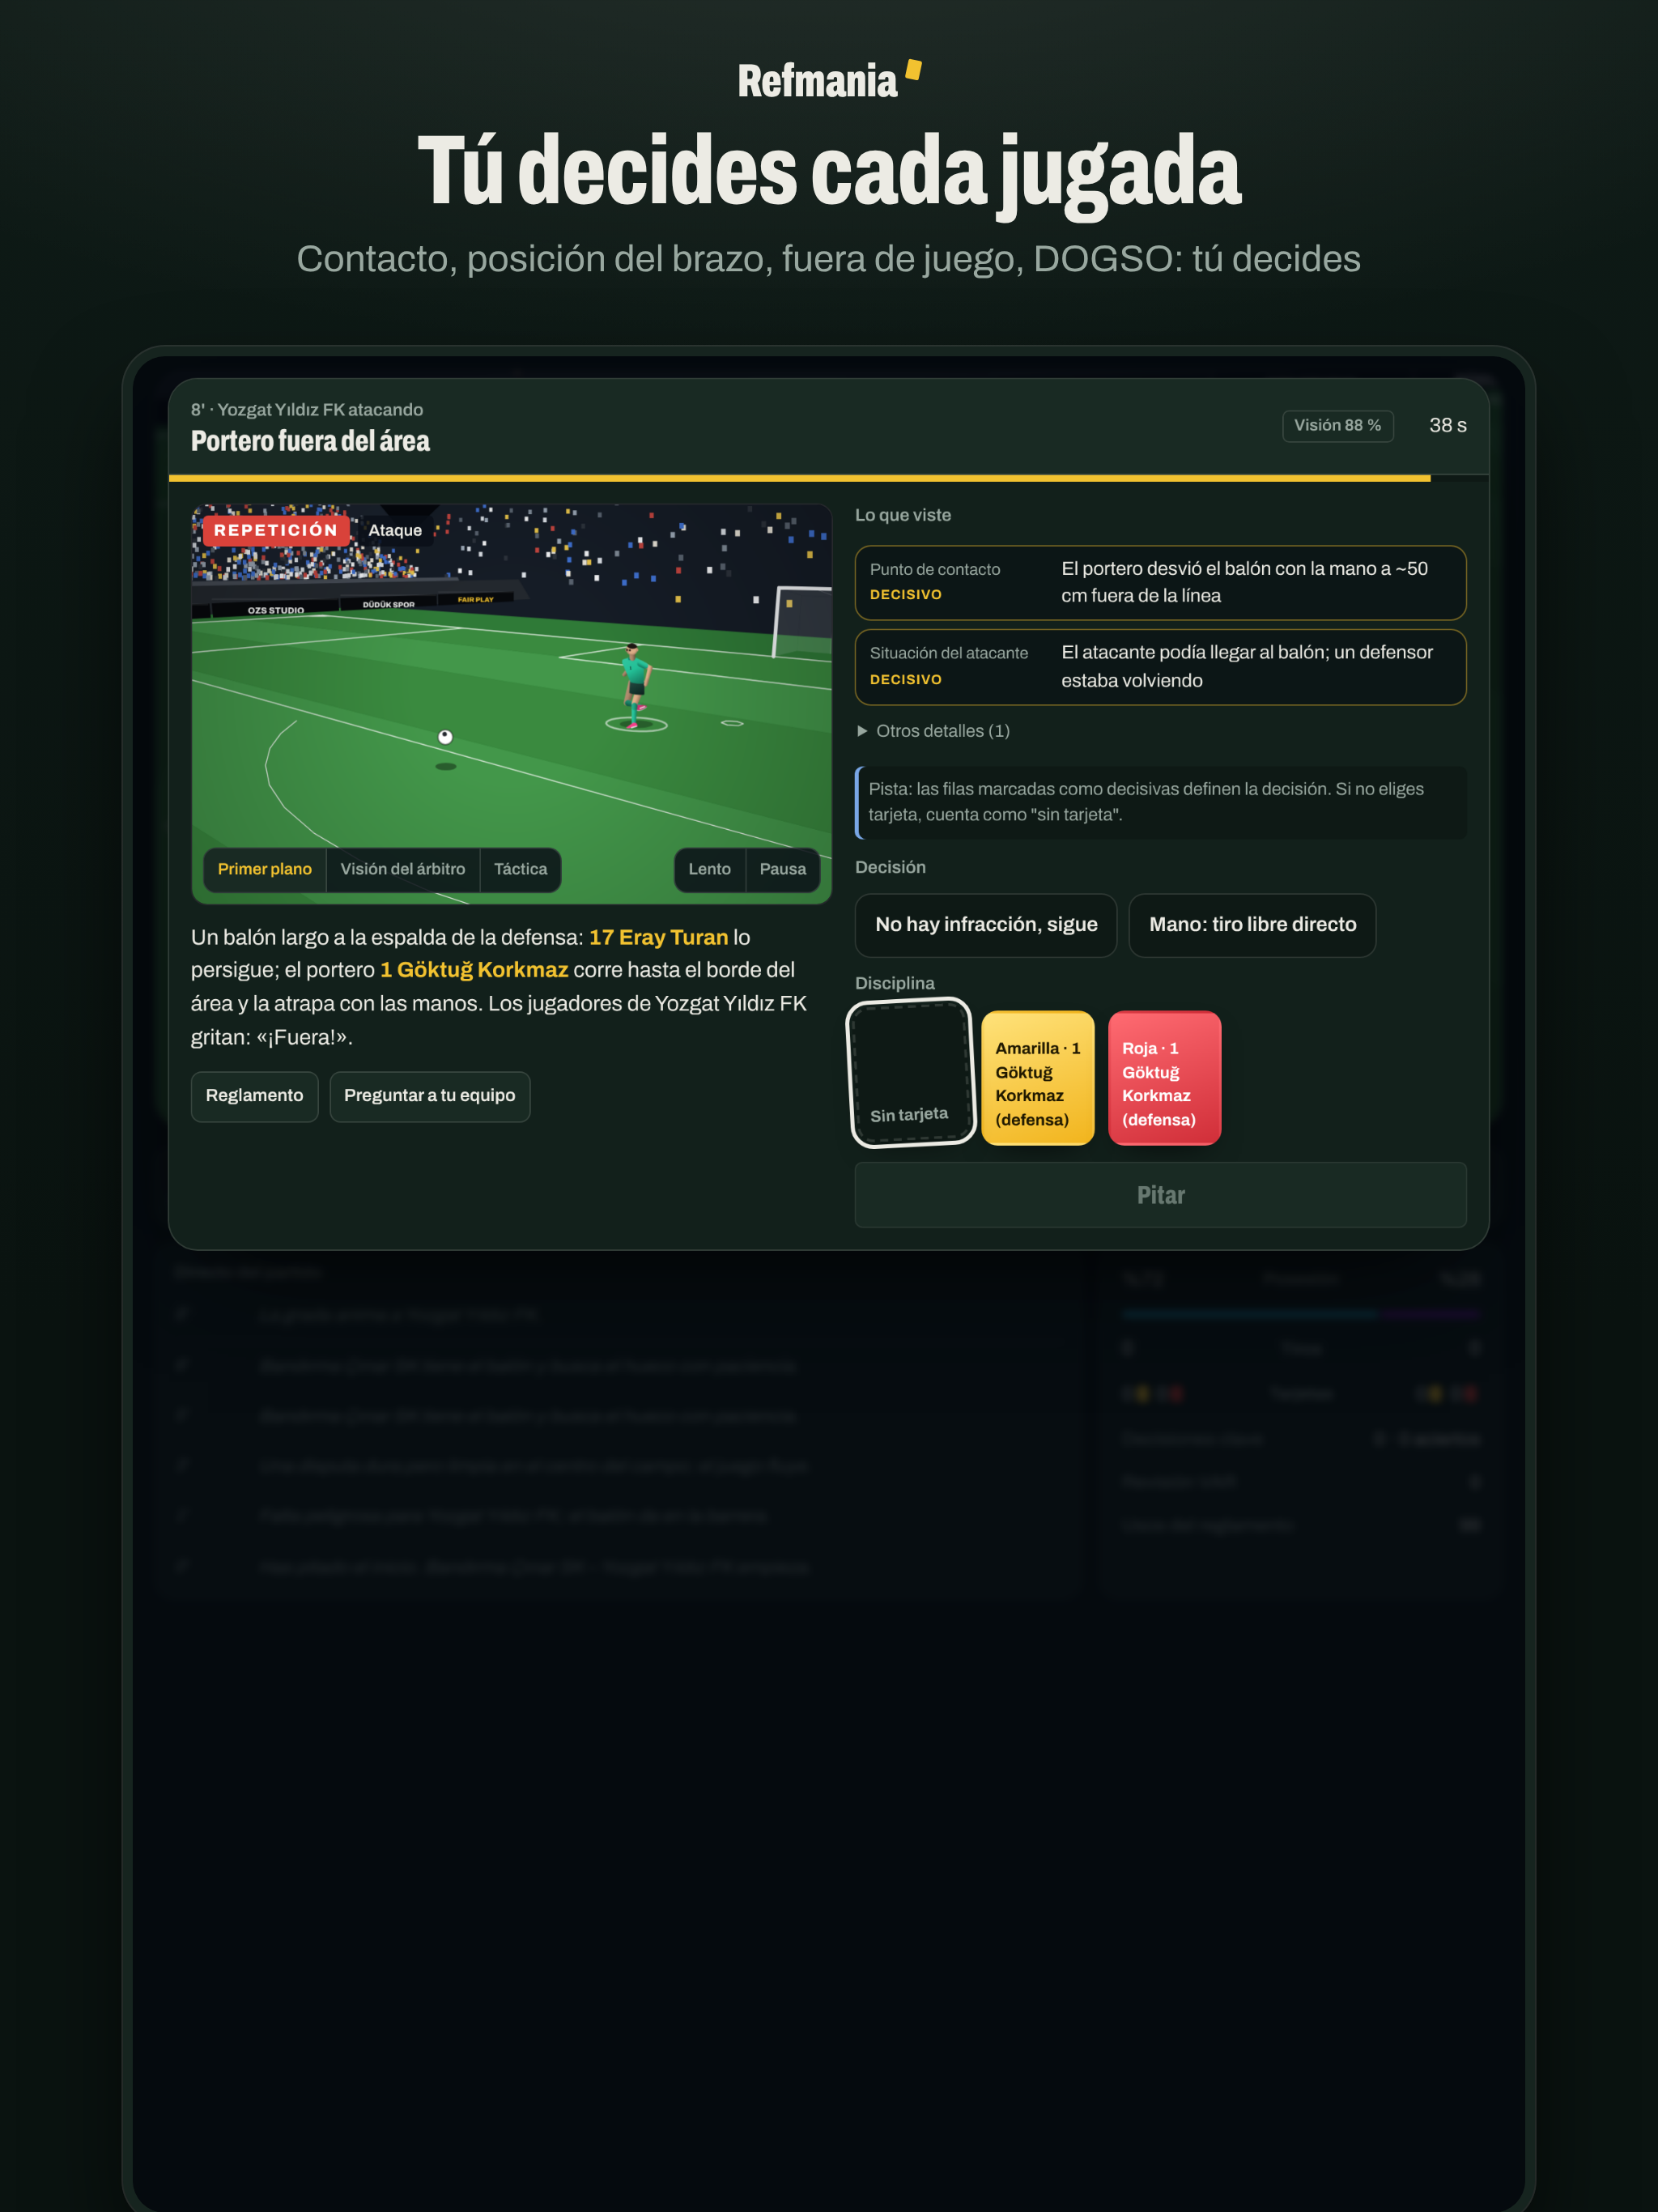 Refmania
Tú decides cada jugada
Contacto, posición del brazo, fuera de juego, DOGSO: tú decides
8' · Yozgat Yıldız FK atacando
Portero fuera del área
Visión 88 %
38 s
REPETICIÓN
Ataque
OZS STUDIO
DÜDÜK SPOR
FAIR PLAY
Primer plano
Visión del árbitro
Táctica
Lento
Pausa
Un balón largo a la espalda de la defensa: 17 Eray Turan lo
persigue; el portero 1 Göktuğ Korkmaz corre hasta el borde del
área y la atrapa con las manos. Los jugadores de Yozgat Yıldız FK
gritan: «¡Fuera!».
Reglamento
Preguntar a tu equipo
Lo que viste
Punto de contacto
DECISIVO
El portero desvió el balón con la mano a ~50
cm fuera de la línea
Situación del atacante
DECISIVO
El atacante podía llegar al balón; un defensor
estaba volviendo
Otros detalles (1)
Pista: las filas marcadas como decisivas definen la decisión. Si no eliges
tarjeta, cuenta como "sin tarjeta".
Decisión
No hay infracción, sigue
Mano: tiro libre directo
Disciplina
Sin tarjeta
Amarilla · 1
Göktuğ
Korkmaz
(defensa)
Roja · 1
Göktuğ
Korkmaz
(defensa)
Pitar